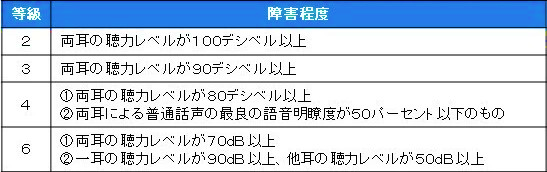 等級 障害程度
２ 両耳の聴力レベルが１００デシベル以上
３ 両耳の聴力レベルが９０デシベル以上
４ ①両耳の聴力レベルが８０デシベル以上
②両耳による普通話声の最良の語音明瞭度が５０パーセント以下のもの
６ ①両耳の聴力レベルが７０ｄＢ以上
②一耳の聴力レベルが９０ｄＢ以上、他耳の聴力レベルが５０ｄＢ以上